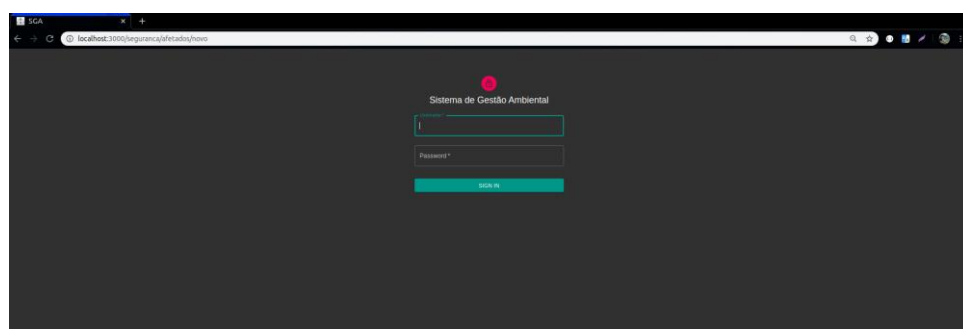 SGA
localhost:3000/seguranca/afetados/novo
Sistema de Gestão Ambiental
Password *
SIGN IN